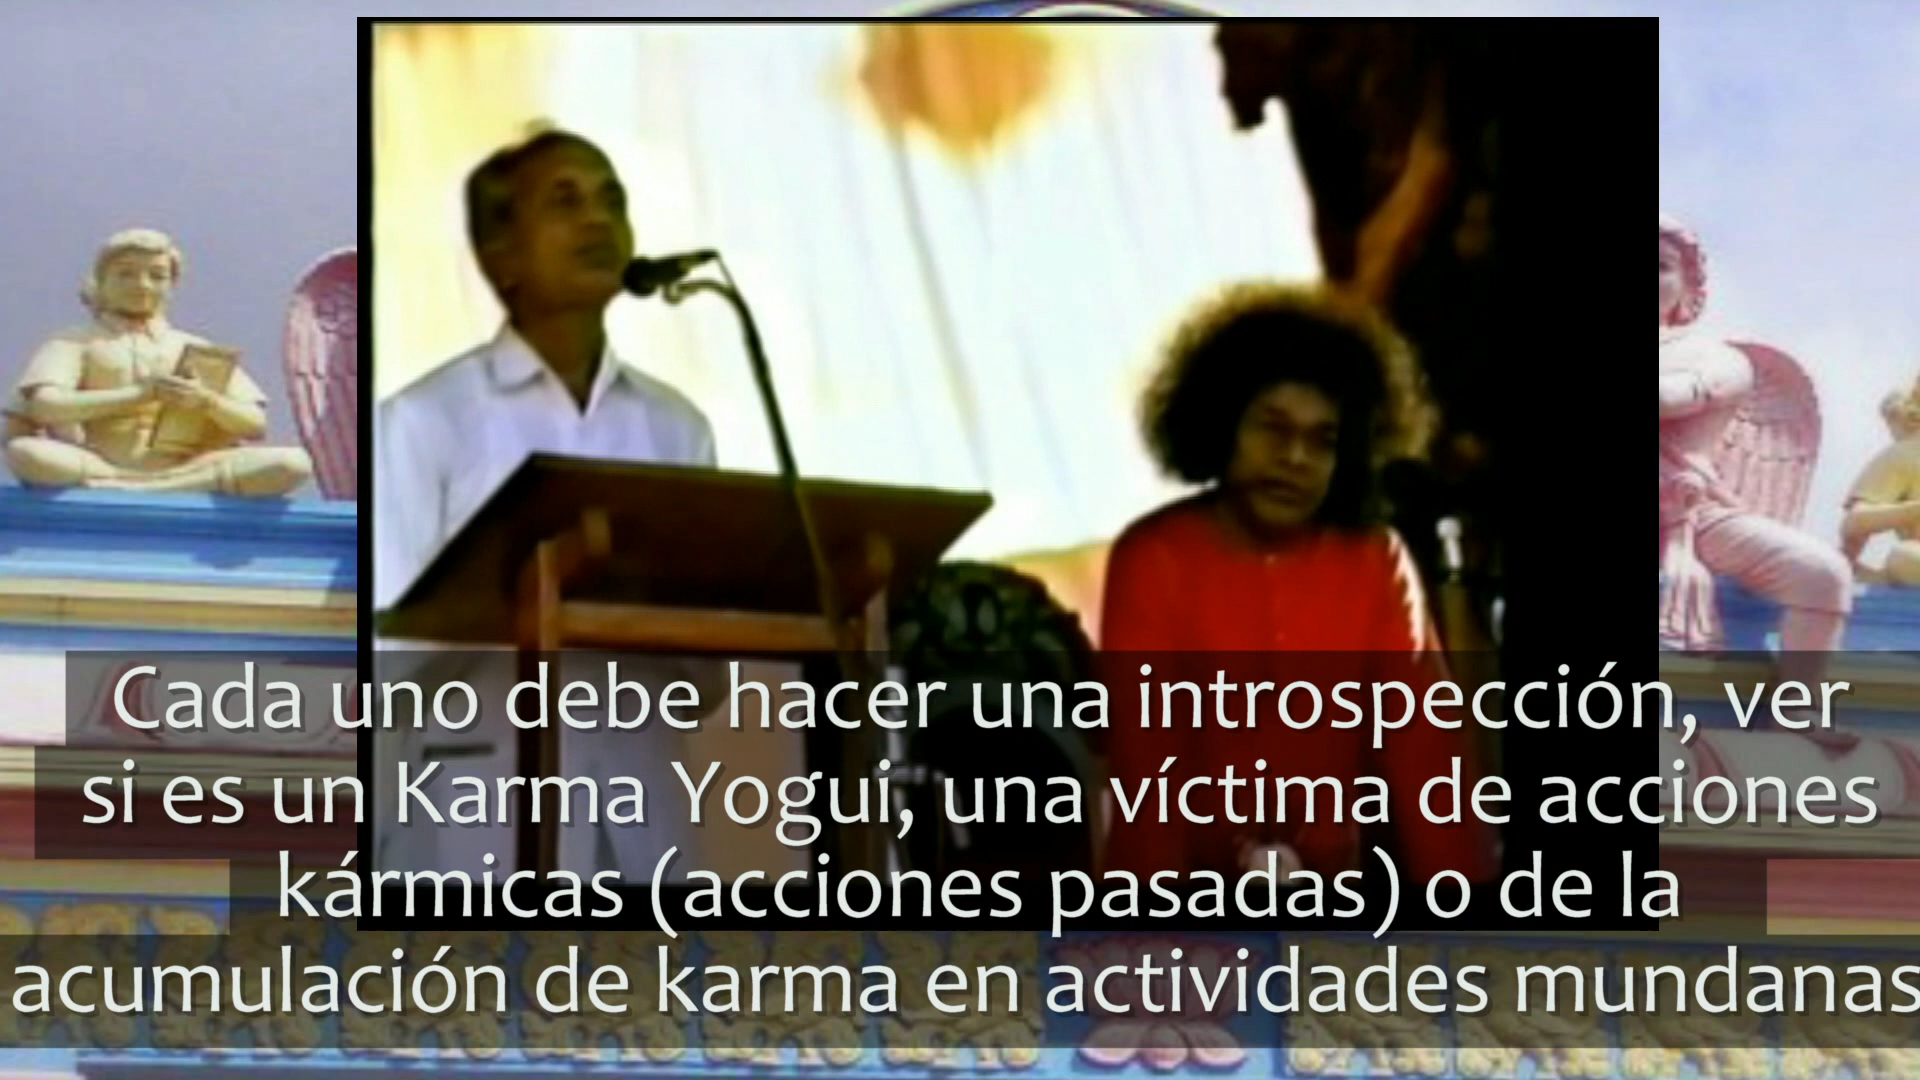 Cada uno debe hacer una introspección, ver
si es un Karma Yogui, una víctima de acciones
kármicas (acciones pasadas) o de la
acumulación de karma en actividades mundanas